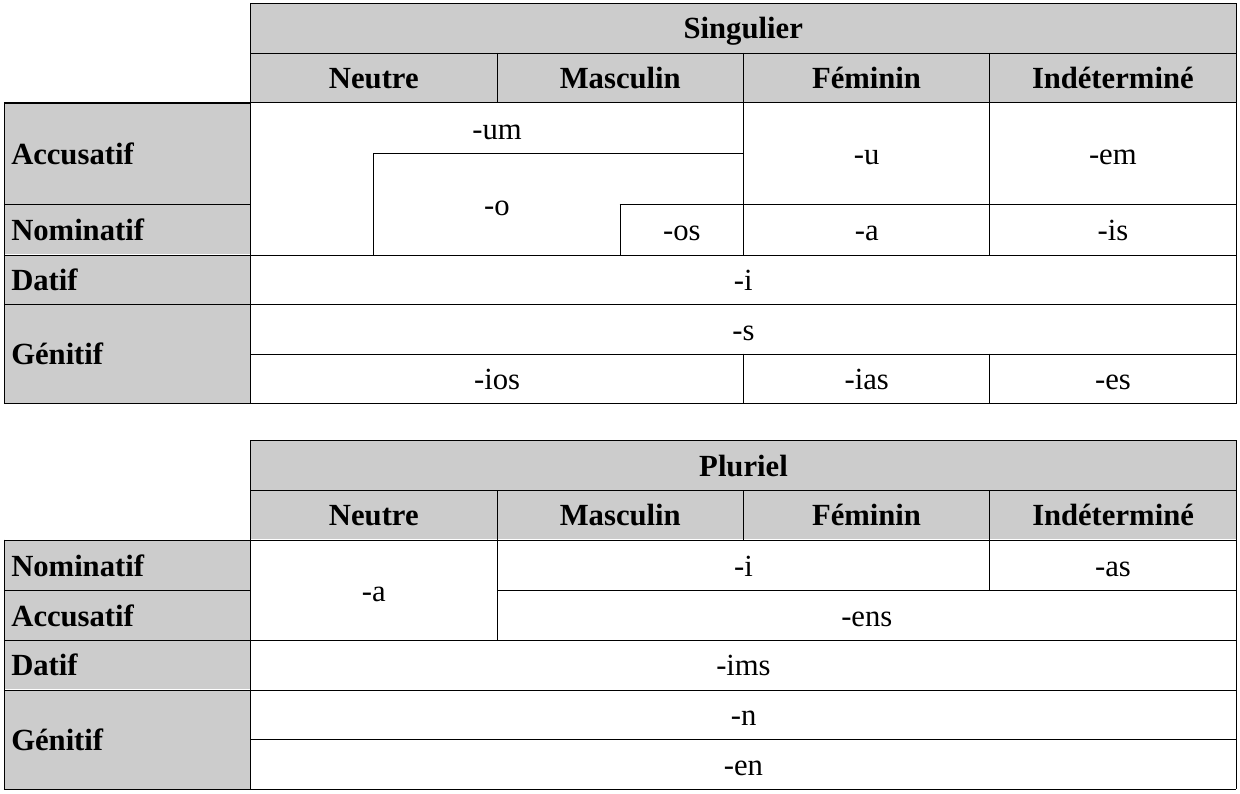 Singulier
Neutre Masculin Féminin Indéterminé
-um
Accusatif -u -em
-o
Nominatif -os -a -is
Datif -i
-s
Génitif
-ios -ias -es
Pluriel
Neutre Masculin Féminin Indéterminé
Nominatif -i -as
-a
Accusatif -ens
Datif -ims
-n
Génitif
-en